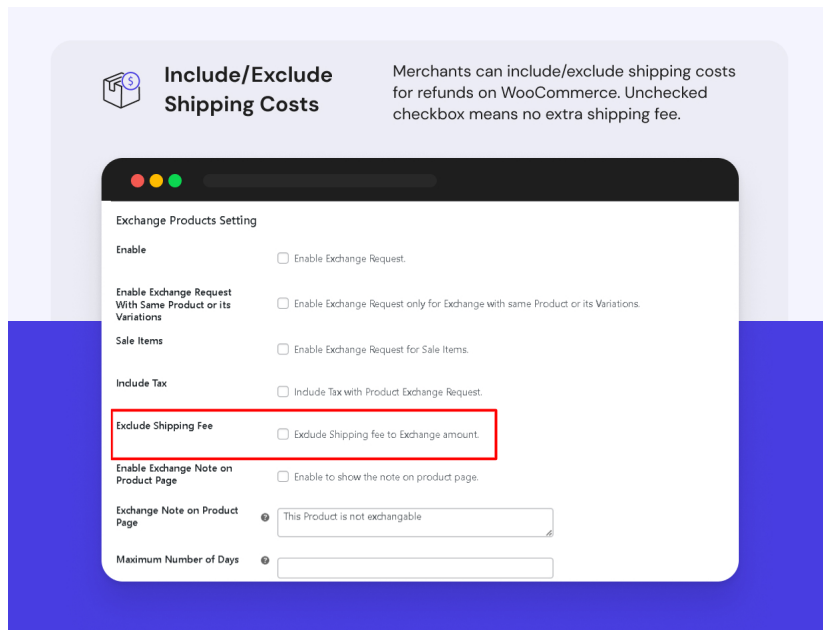 Include/Exclude
Shipping Costs
Merchants can include/exclude shipping costs
for refunds on WooCommerce. Unchecked
checkbox means no extra shipping fee.
$
Exchange Products Setting
Enable
Enable Exchange Request.
Enable Exchange Request
With Same Product or its
Variations
Enable Exchange Request only for Exchange with same Product or its Variations.
Sale Items
Enable Exchange Request for Sale Items.
Include Tax
Include Tax with Product Exchange Request.
Exclude Shipping Fee
Exclude Shipping fee to Exchange amount.
Enable Exchange Note on
Product Page
Enable to show the note on product page.
Exchange Note on Product
Page
?
This Product is not exchangable
Maximum Number of Days
?